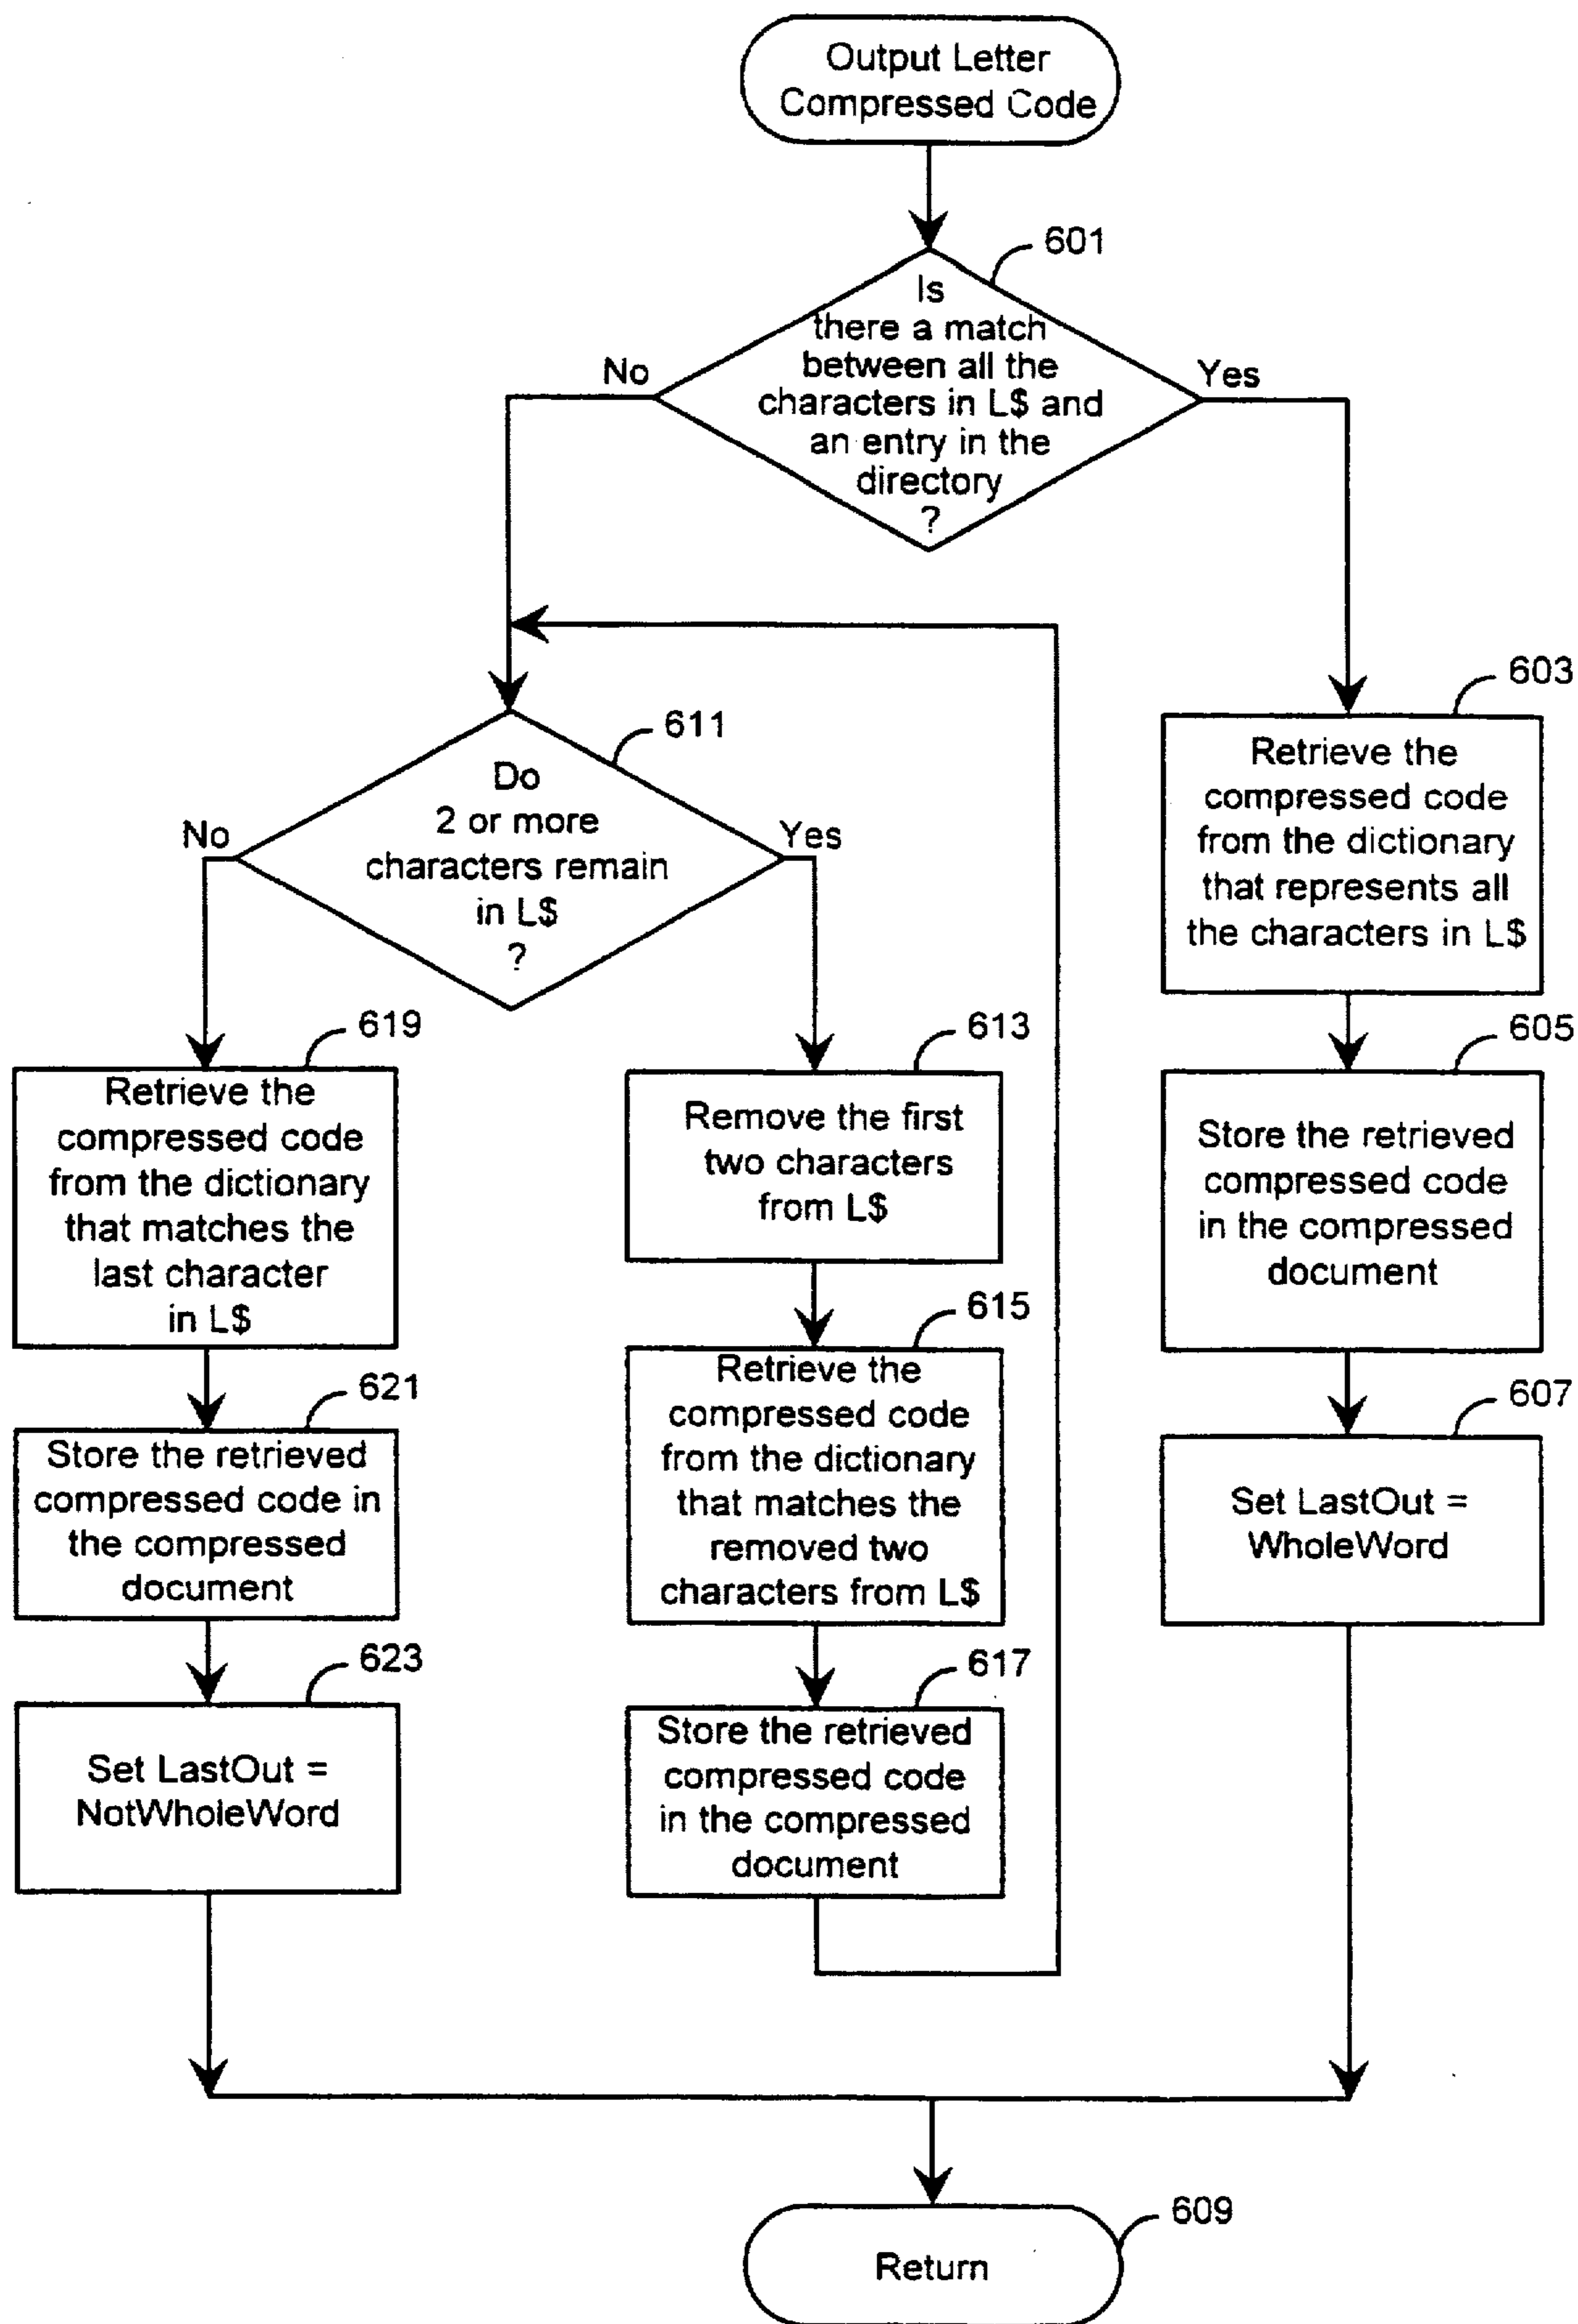 Output Letter
Compressed Code
601
Is
there a match
between all the
characters in L$ and
an entry in the
directory
?
No
Yes
603
Retrieve the
compressed code
from the dictionary
that represents all
the characters in L$
611
Do
2 or more
characters remain
in L$
?
No
Yes
619
Retrieve the
compressed code
from the dictionary
that matches the
last character
in L$
613
Remove the first
two characters
from L$
605
Store the retrieved
compressed code
in the compressed
document
615
Retrieve the
compressed code
from the dictionary
that matches the
removed two
characters from L$
621
Store the retrieved
compressed code in
the compressed
document
607
Set LastOut =
WholeWord
623
Set LastOut =
NotWholeWord
617
Store the retrieved
compressed code
in the compressed
document
609
Return